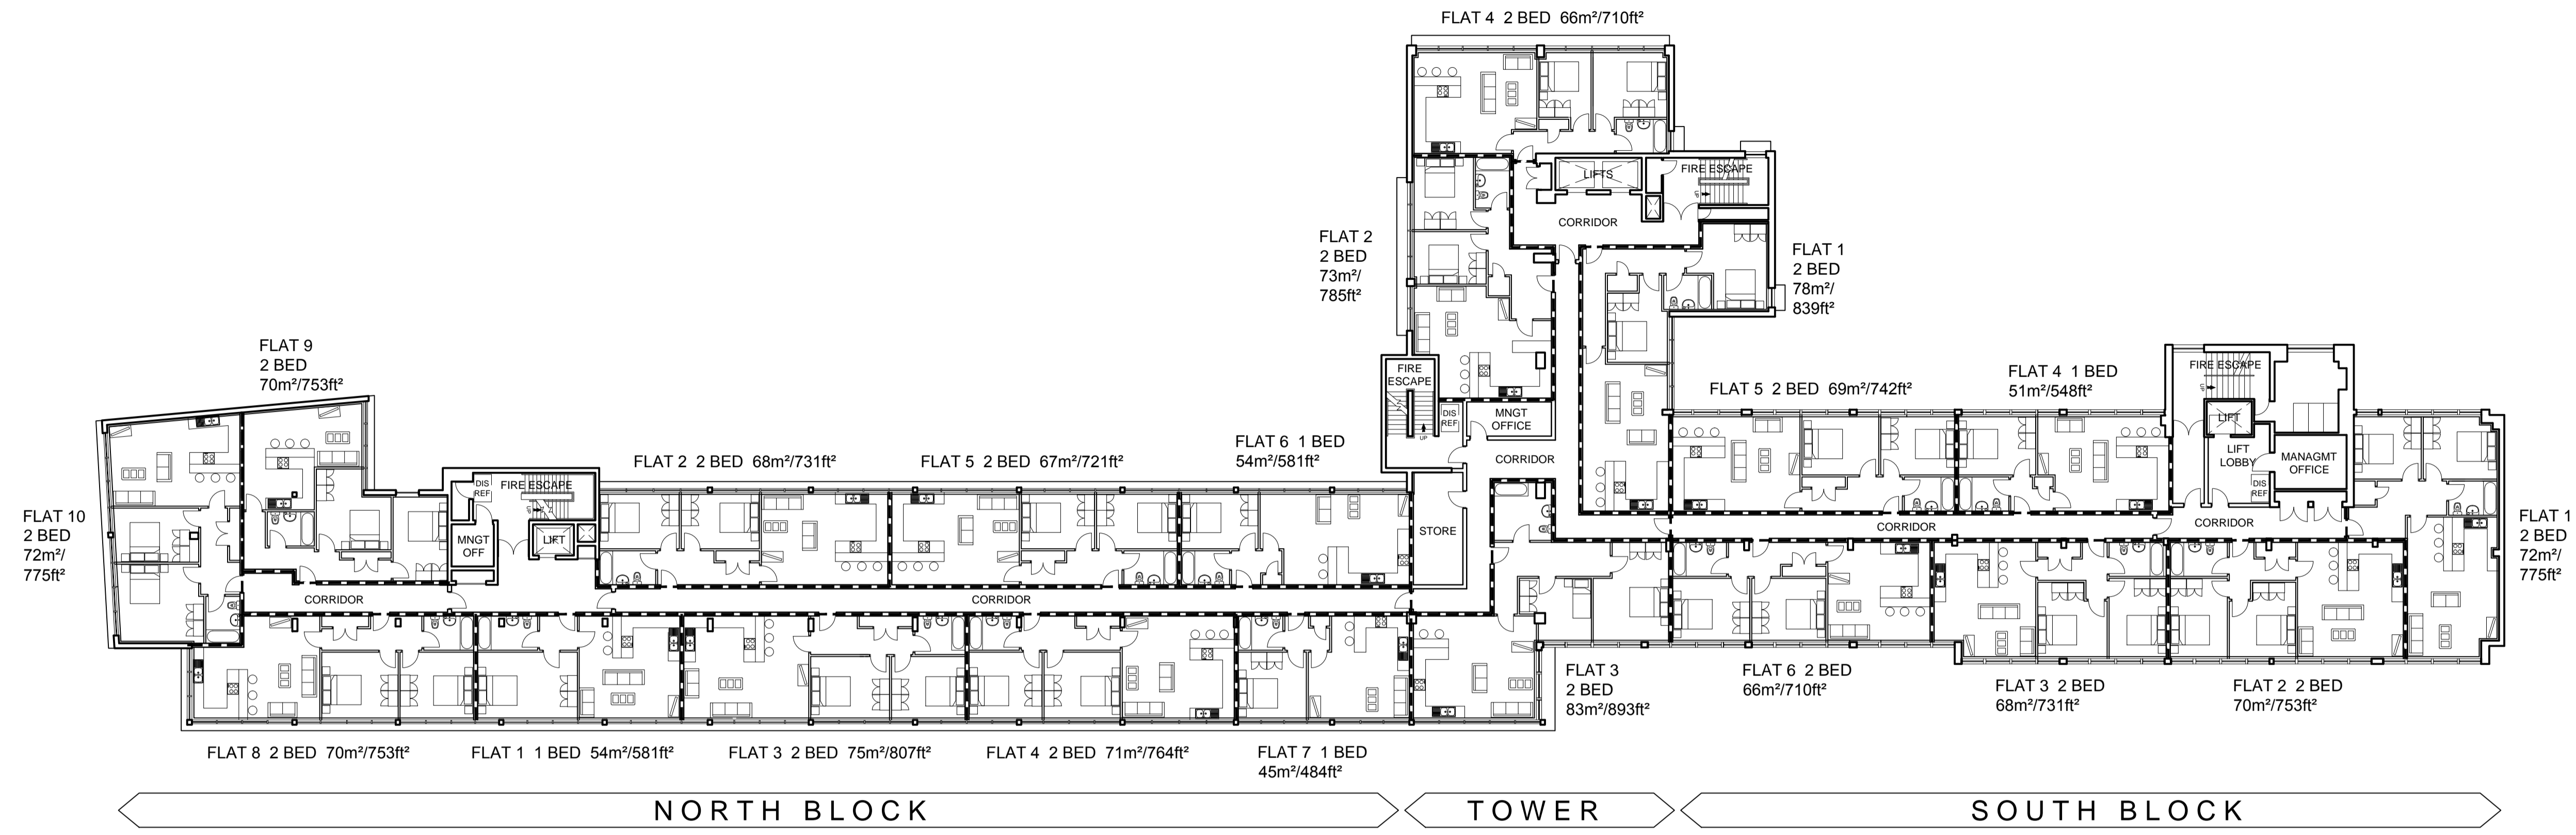 FLAT 4 2 BED 66m²/710ft²
LIFTS
FIRE ESCAPE
UP
CORRIDOR
FLAT 2
2 BED
73m²/
785ft²
FLAT 1
2 BED
78m²/
839ft²
FLAT 9
2 BED
70m²/753ft²
FIRE
ESCAPE
UP
DIS
REF
MNGT
OFFICE
CORRIDOR
STORE
FLAT 5 2 BED 69m²/742ft²
FLAT 4 1 BED
51m²/548ft²
FIRE ESCAPE
UP
LIFT
LIFT
LOBBY
MANAGMT
OFFICE
DIS
REF
FLAT 6 1 BED
54m²/581ft²
FLAT 2 2 BED 68m²/731ft²
FLAT 5 2 BED 67m²/721ft²
DIS
REF
FIRE ESCAPE
MNGT
OFF
LIFT
FLAT 10
2 BED
72m²/
775ft²
FLAT 1
2 BED
72m²/
775ft²
CORRIDOR
CORRIDOR
CORRIDOR
CORRIDOR
FLAT 3
2 BED
83m²/893ft²
FLAT 6 2 BED
66m²/710ft²
FLAT 3 2 BED
68m²/731ft²
FLAT 2 2 BED
70m²/753ft²
FLAT 8 2 BED 70m²/753ft²
FLAT 1 1 BED 54m²/581ft²
FLAT 3 2 BED 75m²/807ft²
FLAT 4 2 BED 71m²/764ft²
FLAT 7 1 BED
45m²/484ft²
NORTH BLOCK
TOWER
SOUTH BLOCK